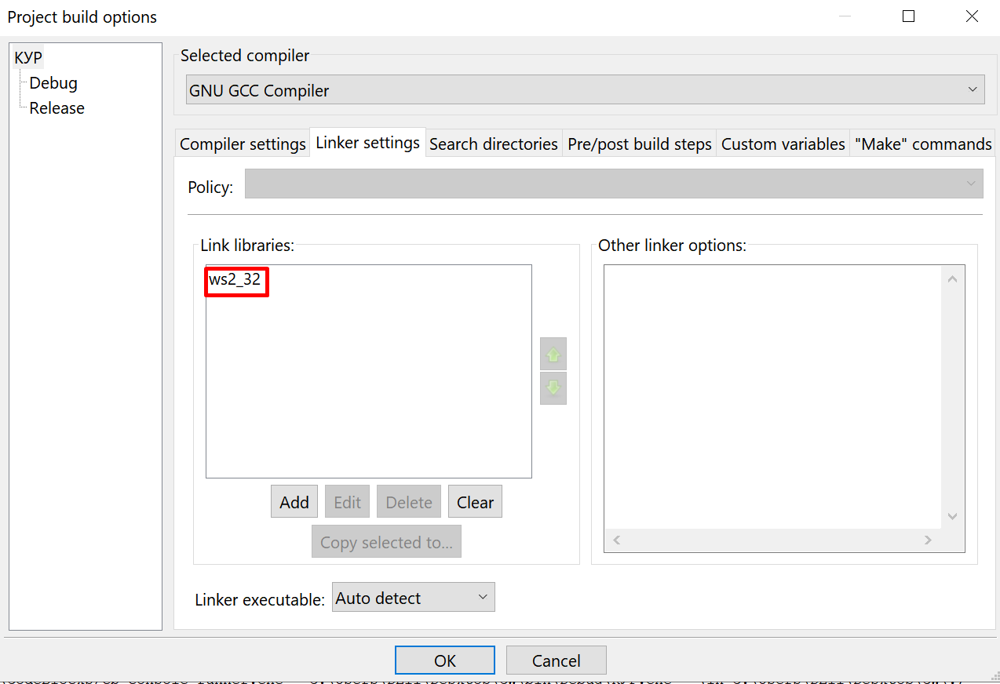 Project build options
КУР
Debug
Release
Selected compiler
GNU GCC Compiler
Compiler settings
Linker settings
Search directories
Pre/post build steps
Custom variables
"Make" commands
Policy:
Link libraries:
ws2_32
Other linker options:
Add
Edit
Delete
Clear
Copy selected to...
Linker executable:
Auto detect
OK
Cancel